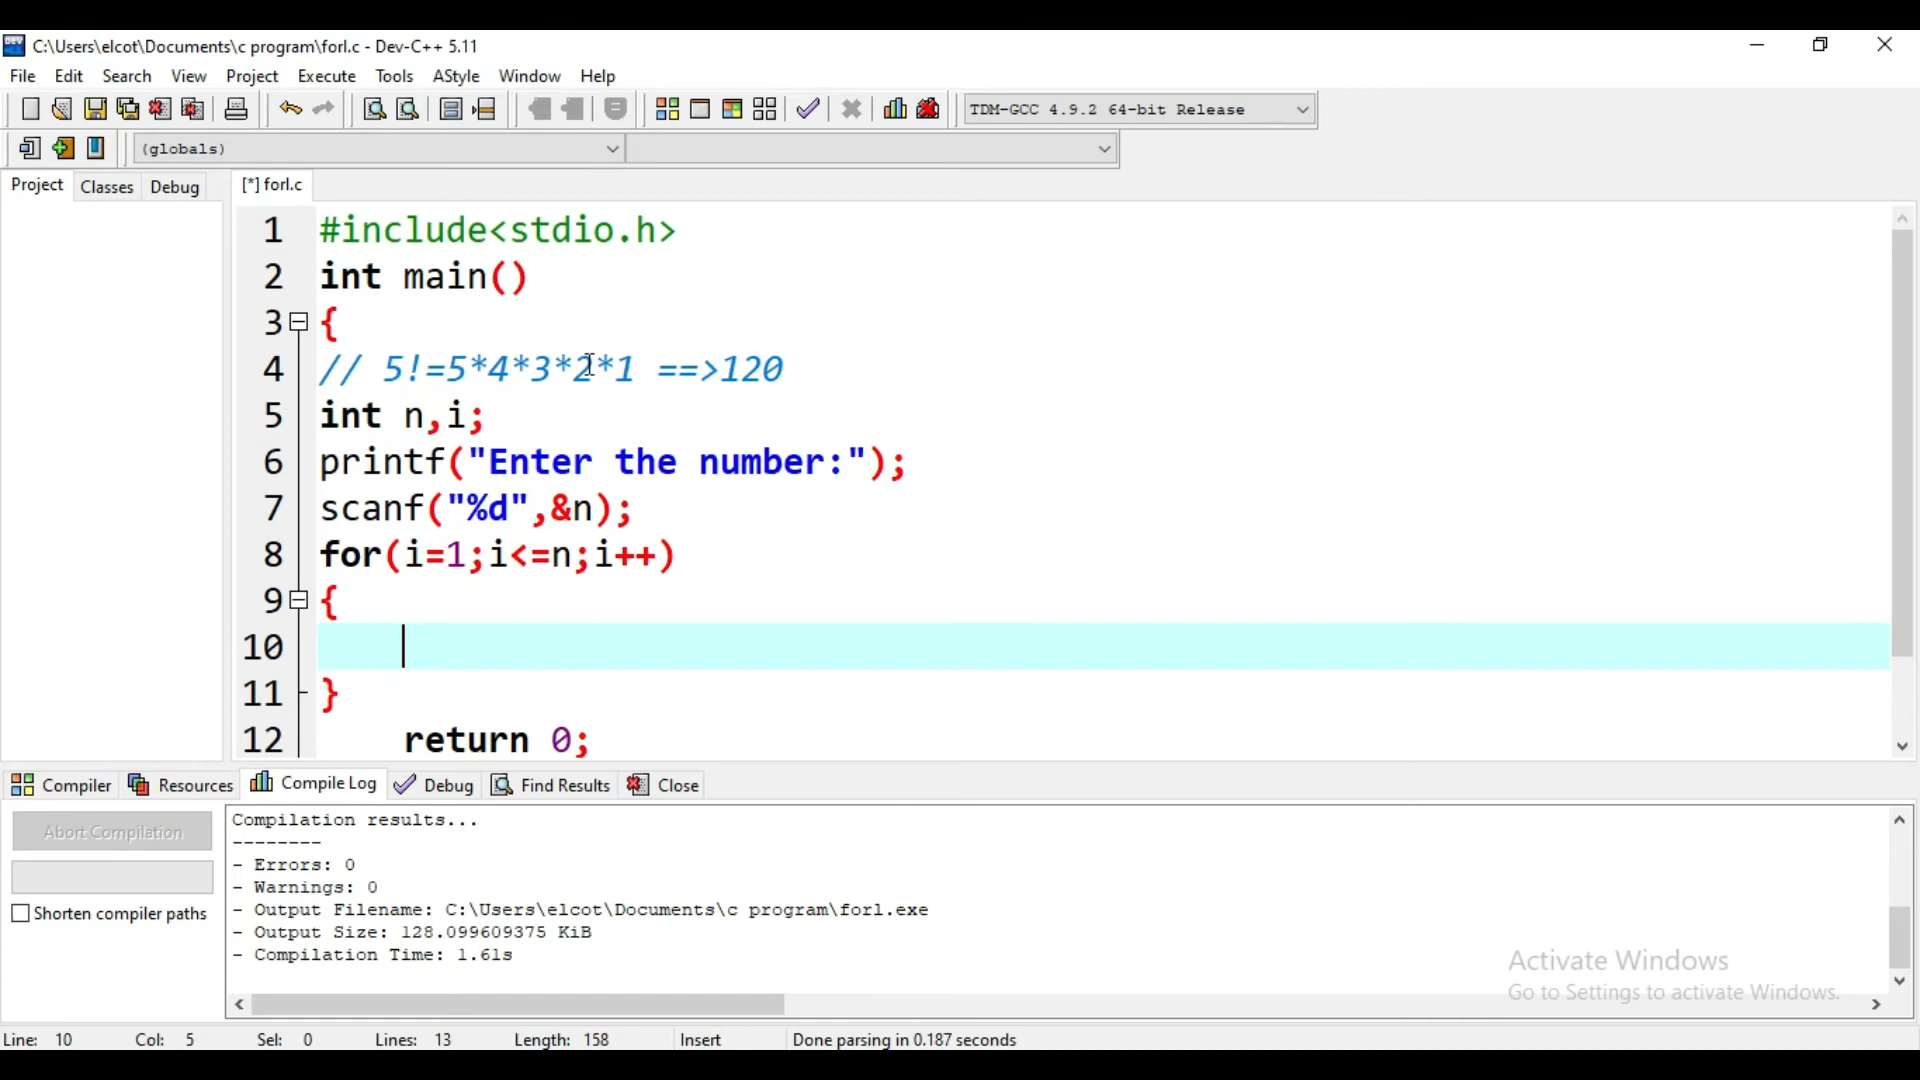 C:\Users\elcot\Documents\c program\forl.c - Dev-C++ 5.11
File Edit Search View Project Execute Tools AStyle Window Help
TDM-GCC 4.9.2 64-bit Release
(globals)
Project Classes Debug [*] forl.c
1 #include<stdio.h>
2 int main()
3 {
4 // 5!=5*4*3*2*1 ==>120
5 int n,i;
6 printf("Enter the number:");
7 scanf("%d",&n);
8 for(i=1;i<=n;i++)
9 {
10
11 }
12 return 0;
Compiler Resources Compile Log Debug Find Results Close
Abort Compilation
Shorten compiler paths
Compilation results...
--------
- Errors: 0
- Warnings: 0
- Output Filename: C:\Users\elcot\Documents\c program\forl.exe
- Output Size: 128.099609375 KiB
- Compilation Time: 1.61s
Activate Windows
Go to Settings to activate Windows.
Line: 10 Col: 5 Sel: 0 Lines: 13 Length: 158 Insert Done parsing in 0.187 seconds